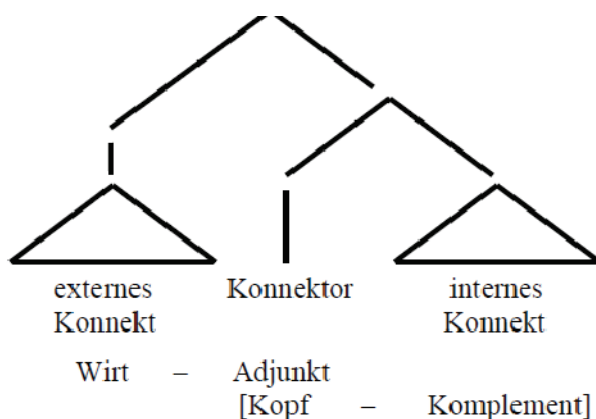 externes Konnektor internes
Konnekt Konnekt
Wirt – Adjunkt
[Kopf – Komplement]